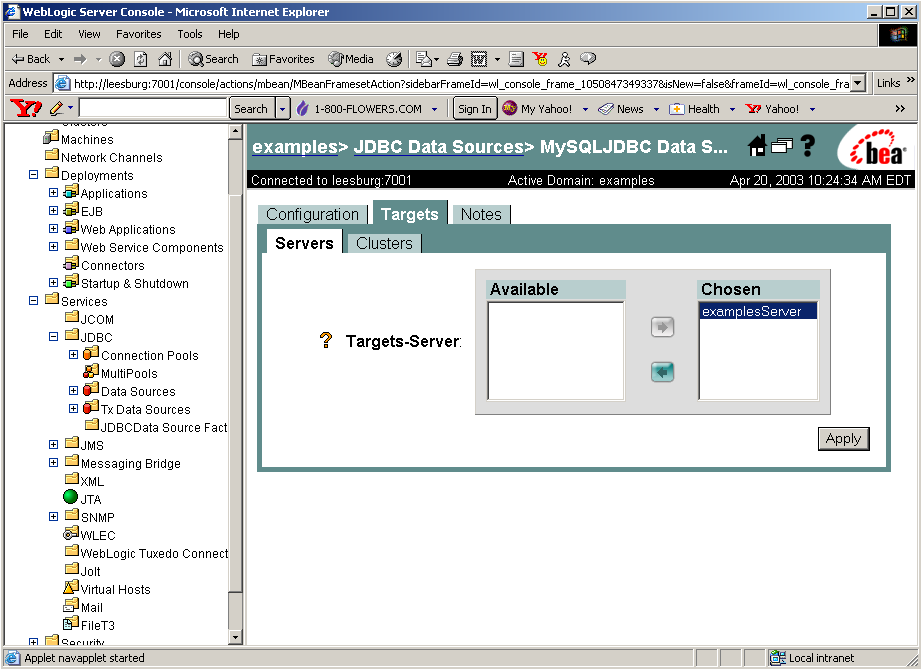 WebLogic Server Console - Microsoft Internet Explorer
File Edit View Favorites Tools Help
Back Search Favorites Media
Address http://leesburg:7001/console/actions/mbean/MBeanFramesetAction?sidebarFrameId=wl_console_frame_1050847349337&isNew=false&frameId=wl_console_fra Links »
Y! Search 1-800-FLOWERS.COM Sign In My Yahoo! News Health Yahoo! »
Machines
Network Channels
Deployments
Applications
EJB
Web Applications
Web Service Components
Connectors
Startup & Shutdown
Services
JCOM
JDBC
Connection Pools
MultiPools
Data Sources
Tx Data Sources
JDBCData Source Fact
JMS
Messaging Bridge
XML
JTA
SNMP
WLEC
WebLogic Tuedo Connect
Jolt
Virtual Hosts
Mail
FileT3
Security
examples> JDBC Data Sources> MySQLJDBC Data S... ?
bea
Connected to leesburg:7001 Active Domain: examples Apr 20, 2003 10:24:34 AM EDT
Configuration Targets Notes
Servers Clusters
Available Chosen
examplesServer
? Targets-Server:
Apply
Applet navapplet started Local intranet